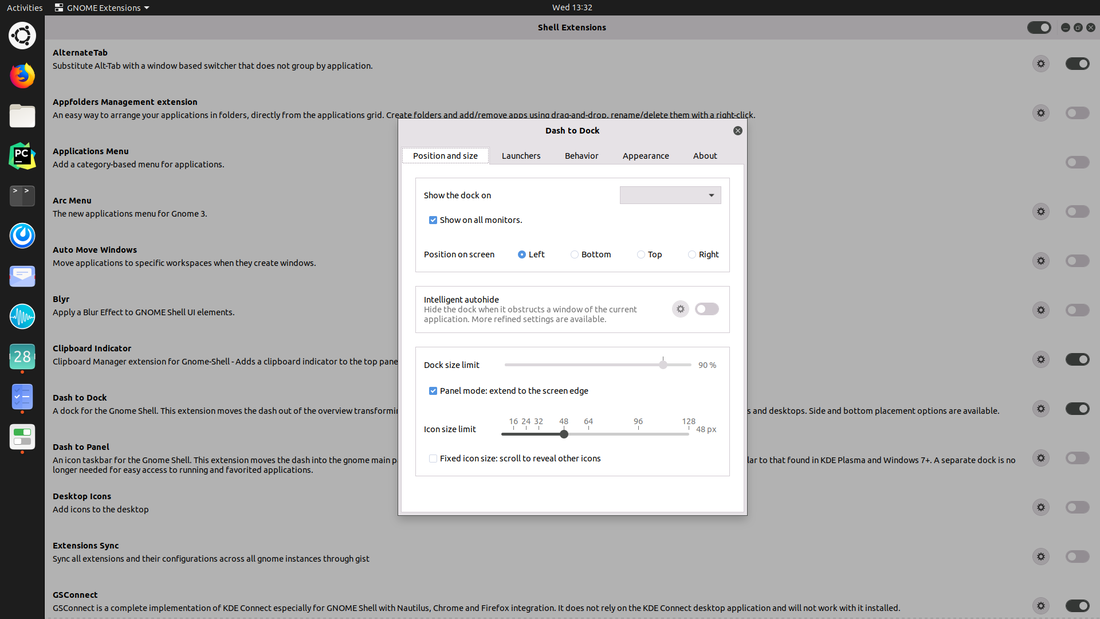 Activities
GNOME Extensions
Wed 13:32
Shell Extensions
AlternateTab
Substitute Alt-Tab with a window based switcher that does not group by application.
Appfolders Management extension
An easy way to arrange your applications in folders, directly from the applications grid. Create folders and add/remove apps using drag-and-drop, rename/delete them with a right-click.
Applications Menu
Add a category-based menu for applications.
Arc Menu
The new applications menu for Gnome 3.
Auto Move Windows
Move applications to specific workspaces when they create windows.
Blyr
Apply a Blur Effect to GNOME Shell UI elements.
Clipboard Indicator
Clipboard Manager extension for Gnome-Shell - Adds a clipboard indicator to the top pane
Dash to Dock
A dock for the Gnome Shell. This extension moves the dash out of the overview transformin
s and desktops. Side and bottom placement options are available.
Dash to Panel
An icon taskbar for the Gnome Shell. This extension moves the dash into the gnome main p
lar to that found in KDE Plasma and Windows 7+. A separate dock is no
longer needed for easy access to running and favorited applications.
Desktop Icons
Add icons to the desktop
Extensions Sync
Sync all extensions and their configurations across all gnome instances through gist
GSConnect
GSConnect is a complete implementation of KDE Connect especially for GNOME Shell with Nautilus, Chrome and Firefox integration. It does not rely on the KDE Connect desktop application and will not work with it installed.
PC
28
Dash to Dock
Position and size
Launchers
Behavior
Appearance
About
Show the dock on
Show on all monitors.
Position on screen
Left
Bottom
Top
Right
Intelligent autohide
Hide the dock when it obstructs a window of the current
application. More refined settings are available.
Dock size limit
90 %
Panel mode: extend to the screen edge
16 24 32 48 64 96 128
Icon size limit
48 px
Fixed icon size: scroll to reveal other icons